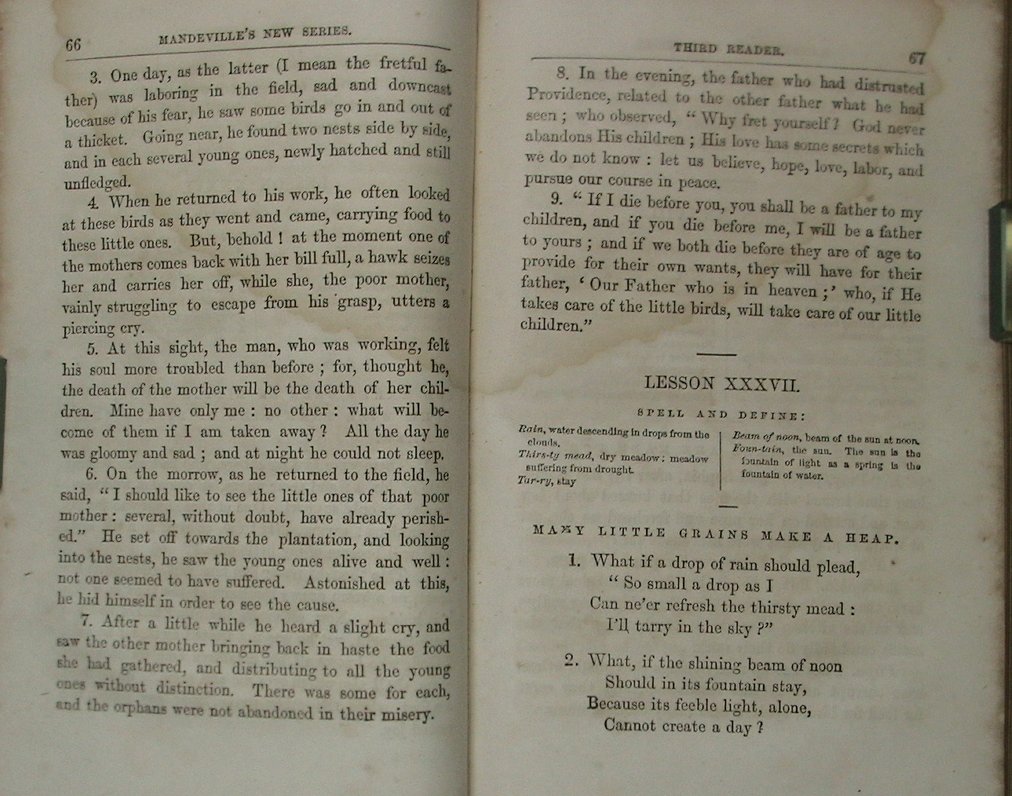 66
MANDEVILLE'S NEW SERIES.
3. One day, as the latter (I mean the fretful fa-
ther) was laboring in the field, sad and downcast
because of his fear, he saw some birds go in and out of
a thicket. Going near, he found two nests side by side,
and in each several young ones, newly hatched and still
unfledged.
4. When he returned to his work, he often looked
at these birds as they went and came, carrying food to
these little ones. But, behold! at the moment one of
the mothers comes back with her bill full, a hawk seizes
her and carries her off, while she, the poor mother,
vainly struggling to escape from his grasp, utters a
piercing cry.
5. At this sight, the man, who was working, felt
his soul more troubled than before; for, thought he,
the death of the mother will be the death of her chil-
dren. Mine have only me: no other: what will be-
come of them if I am taken away? All the day he
was gloomy and sad; and at night he could not sleep.
6. On the morrow, as he returned to the field, he
said, "I should like to see the little ones of that poor
mother: several, without doubt, have already perish-
ed." He set off towards the plantation, and looking
into the nests, he saw the young ones alive and well:
not one seemed to have suffered. Astonished at this,
he hid himself in order to see the cause.
7. After a little while he heard a slight cry, and
saw the other mother bringing back in haste the food
she had gathered, and distributing to all the young
ones without distinction. There was some for each,
and the orphans were not abandoned in their misery.
THIRD READER.
67
8. In the evening, the father who had distrusted
Providence, related to the other father what he had
seen; who observed, "Why fret yourself? God never
abandons His children; His love has some secrets which
we do not know: let us believe, hope, love, labor, and
pursue our course in peace.
9. "If I die before you, you shall be a father to my
children, and if you die before me, I will be a father
to yours; and if we both die before they are of age to
provide for their own wants, they will have for their
father, 'Our Father who is in heaven;' who, if He
takes care of the little birds, will take care of our little
children."
LESSON XXXVII.
SPELL AND DEFINE:
Rain, water descending in drops from the
clouds.
Thirs-ty mead, dry meadow; meadow
suffering from drought.
Tar-ry, stay
Beam of noon, beam of the sun at noon.
Foun-tain, the sun. The sun is the
fountain of light as a spring is the
fountain of water.
MANY LITTLE GRAINS MAKE A HEAP.
1. What if a drop of rain should plead,
"So small a drop as I
Can ne'er refresh the thirsty mead:
I'll tarry in the sky?"
2. What, if the shining beam of noon
Should in its fountain stay,
Because its feeble light, alone,
Cannot create a day?